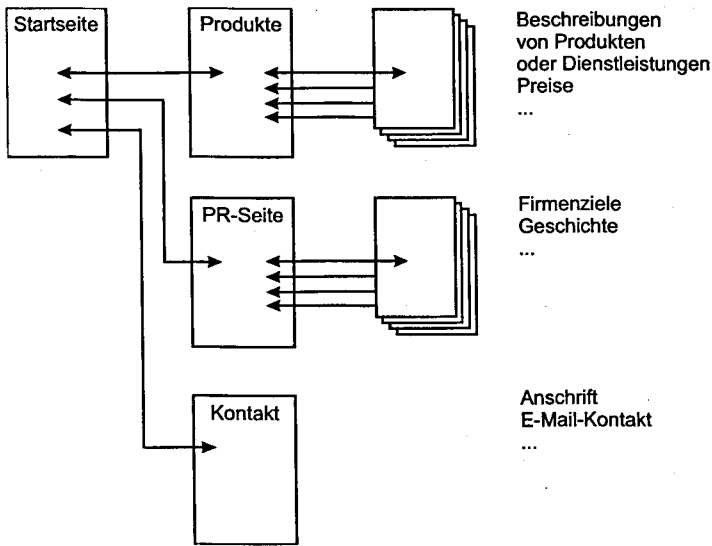 Startseite
Produkte
Beschreibungen
von Produkten
oder Dienstleistungen
Preise
...
PR-Seite
Firmenziele
Geschichte
...
Kontakt
Anschrift
E-Mail-Kontakt
...